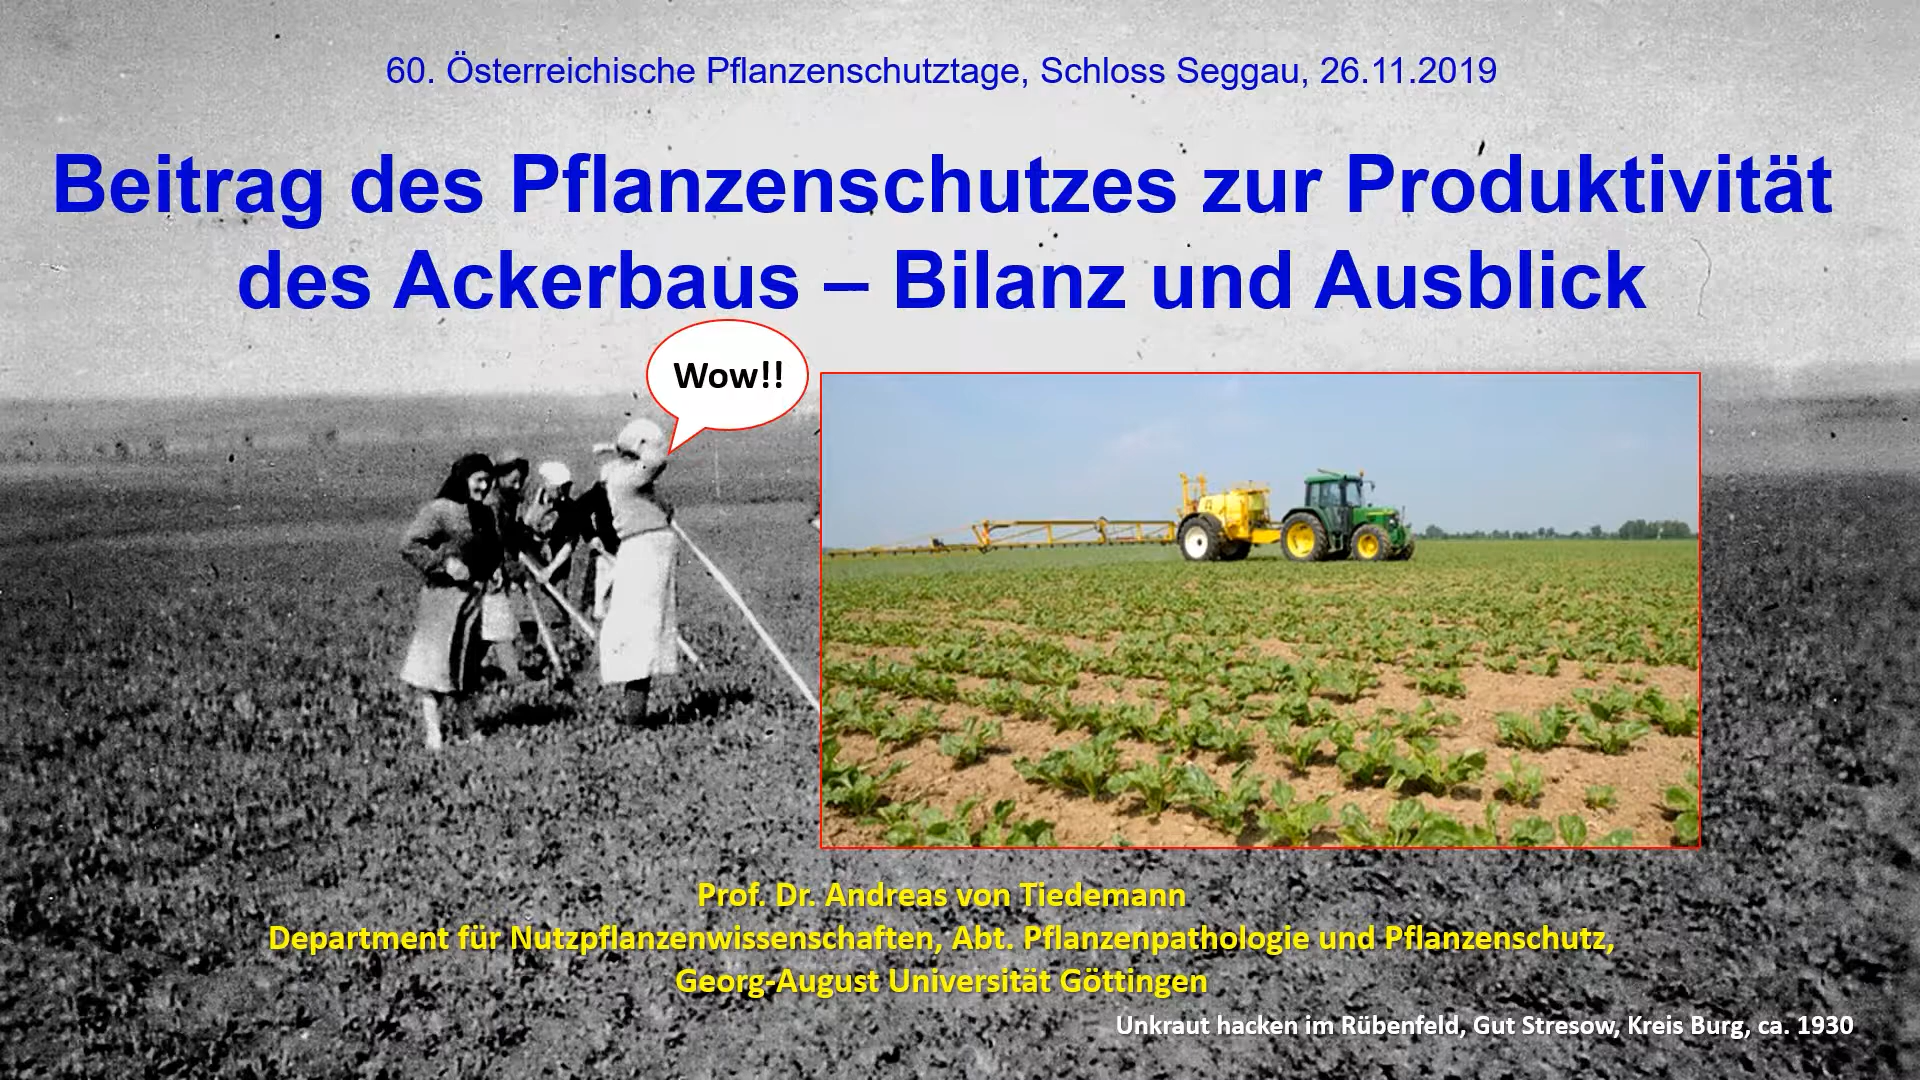 60. Österreichische Pflanzenschutztage, Schloss Seggau, 26.11.2019
Beitrag des Pflanzenschutzes zur Produktivität
des Ackerbaus – Bilanz und Ausblick
Wow!!
Prof. Dr. Andreas von Tiedemann
Department für Nutzpflanzenwissenschaften, Abt. Pflanzenpathologie und Pflanzenschutz,
Georg-August Universität Göttingen
Unkraut hacken im Rübenfeld, Gut Stresow, Kreis Burg, ca. 1930